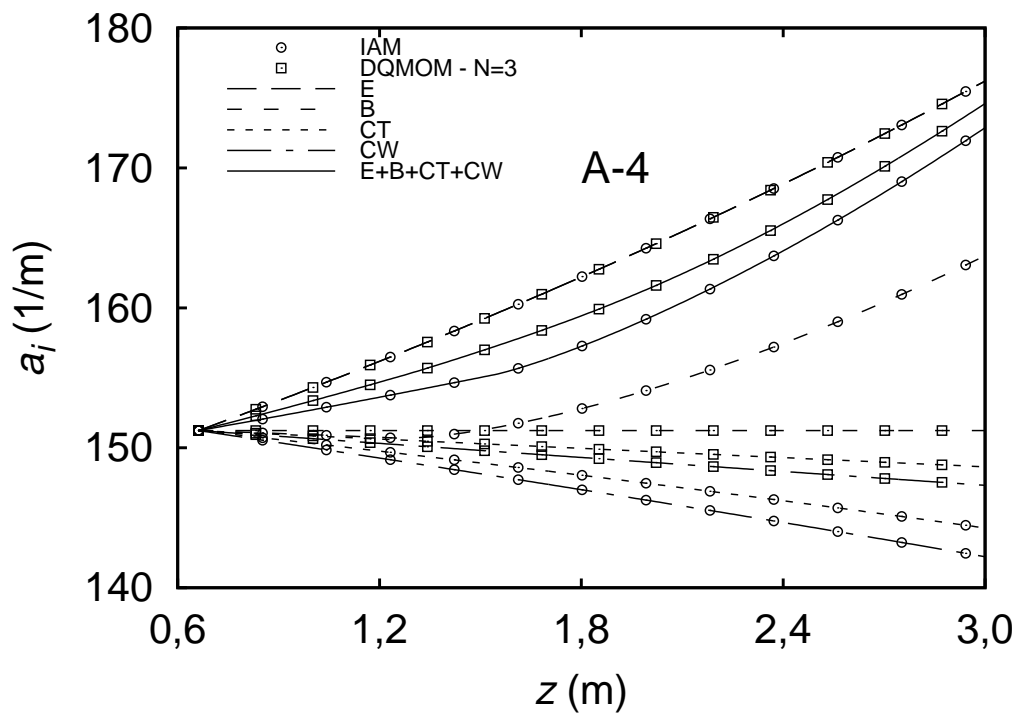 180
170
160
150
140
a_i (1/m)
IAM
DQMOM - N=3
E
B
CT
CW
E+B+CT+CW
A-4
0,6 1,2 1,8 2,4 3,0
z (m)